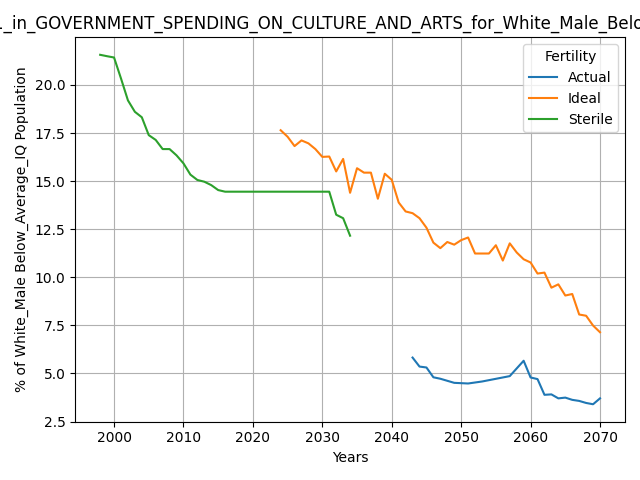 _in_GOVERNMENT_SPENDING_ON_CULTURE_AND_ARTS_for_White_Male_Belo
% of White_Male Below_Average_IQ Population
20.0
17.5
15.0
12.5
10.0
7.5
5.0
2.5
Fertility
Actual
Ideal
Sterile
2000 2010 2020 2030 2040 2050 2060 2070
Years